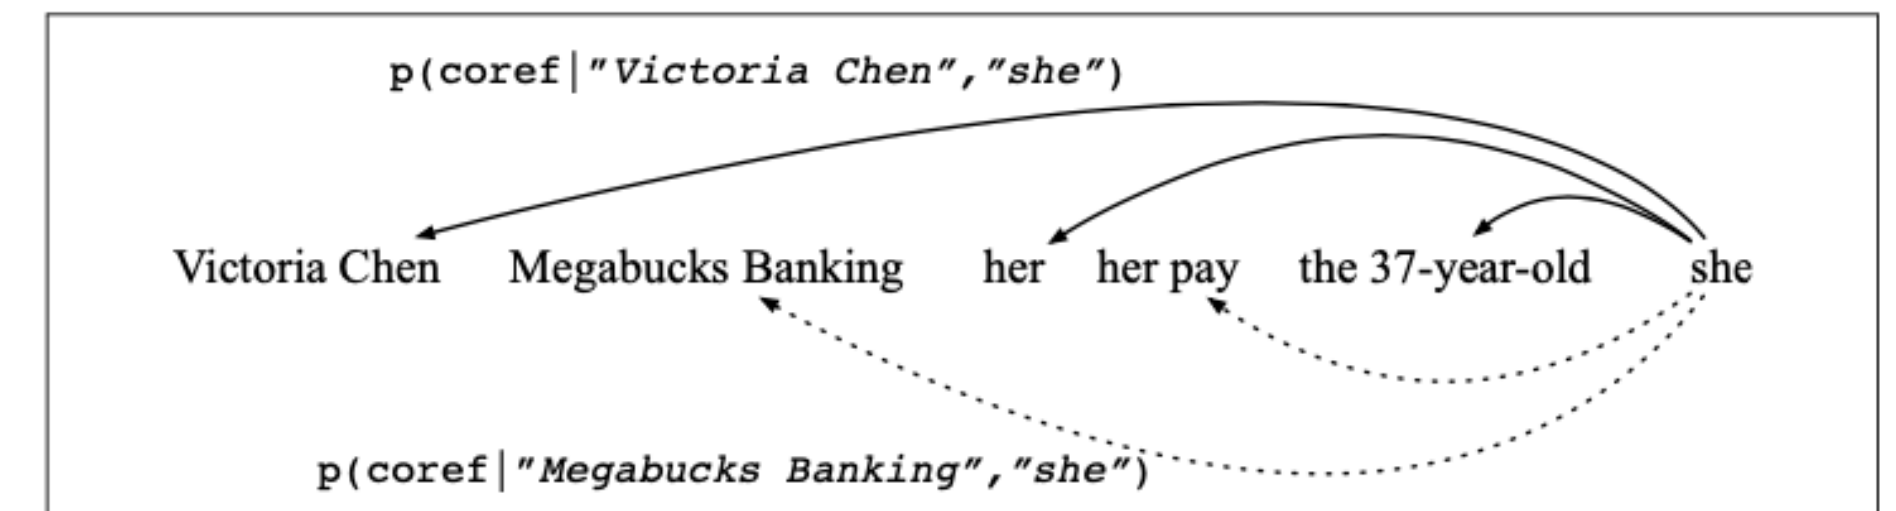 p(coref|"Victoria Chen","she")
Victoria Chen Megabucks Banking her her pay the 37-year-old she
p(coref|"Megabucks Banking","she")